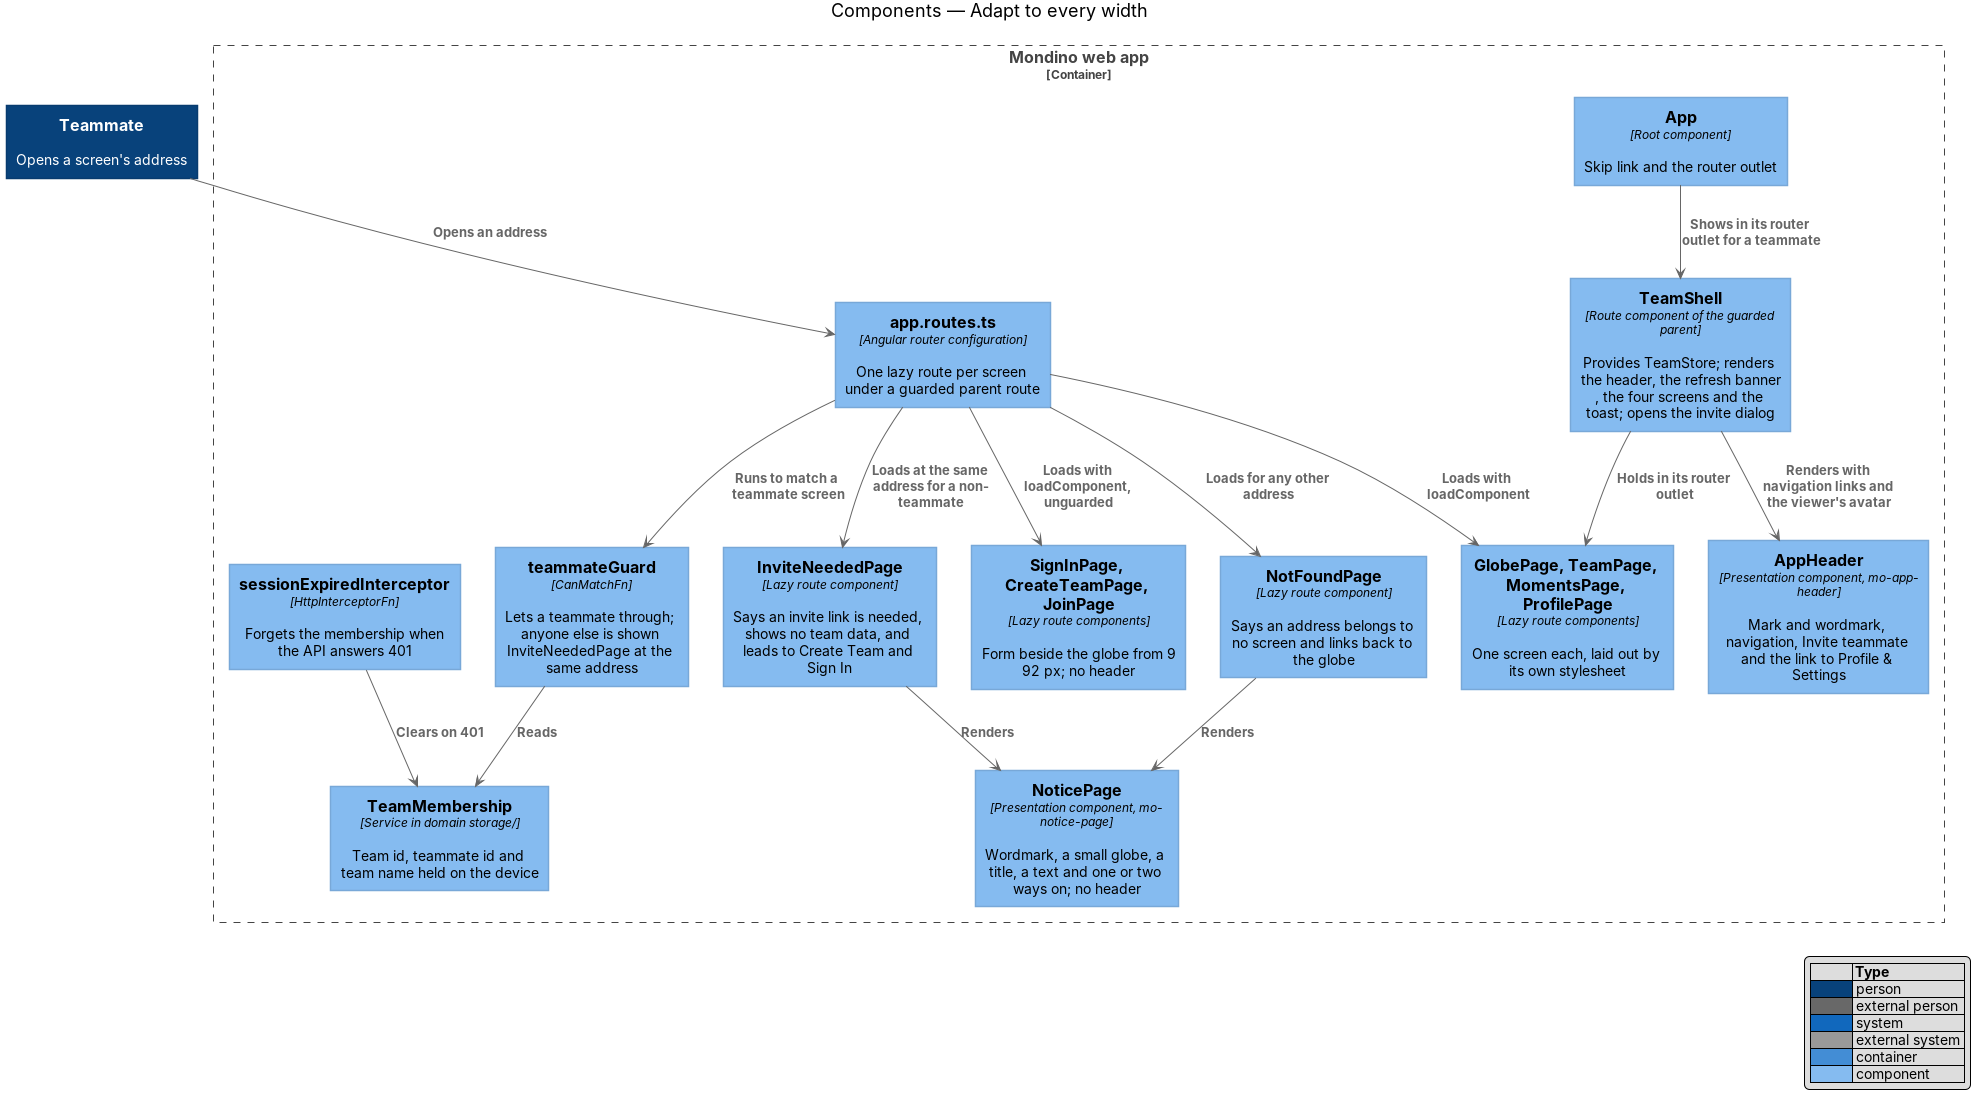 Components — Adapt to every width
Mondino web app
[Container]
Teammate
Opens a screen's address
App
[Root component]
Skip link and the router outlet
Opens an address
Shows in its router
outlet for a teammate
app.routes.ts
[Angular router configuration]
One lazy route per screen
under a guarded parent route
TeamShell
[Route component of the guarded
parent]
Provides TeamStore; renders
the header, the refresh banner
, the four screens and the
toast; opens the invite dialog
Runs to match a
teammate screen
Loads at the same
address for a non-
teammate
Loads with
loadComponent,
unguarded
Loads for any other
address
Loads with
loadComponent
Holds in its router
outlet
Renders with
navigation links and
the viewer's avatar
sessionExpiredInterceptor
[HttpInterceptorFn]
Forgets the membership when
the API answers 401
teammateGuard
[CanMatchFn]
Lets a teammate through;
anyone else is shown
InviteNeededPage at the
same address
InviteNeededPage
[Lazy route component]
Says an invite link is needed,
shows no team data, and
leads to Create Team and
Sign In
SignInPage,
CreateTeamPage,
JoinPage
[Lazy route components]
Form beside the globe from 9
92 px; no header
NotFoundPage
[Lazy route component]
Says an address belongs to
no screen and links back to
the globe
GlobePage, TeamPage,
MomentsPage,
ProfilePage
[Lazy route components]
One screen each, laid out by
its own stylesheet
AppHeader
[Presentation component, mo-app-
header]
Mark and wordmark,
navigation, Invite teammate
and the link to Profile &
Settings
Clears on 401
Reads
Renders
Renders
TeamMembership
[Service in domain storage/]
Team id, teammate id and
team name held on the device
NoticePage
[Presentation component, mo-
notice-page]
Wordmark, a small globe, a
title, a text and one or two
ways on; no header
Type
person
external person
system
external system
container
component